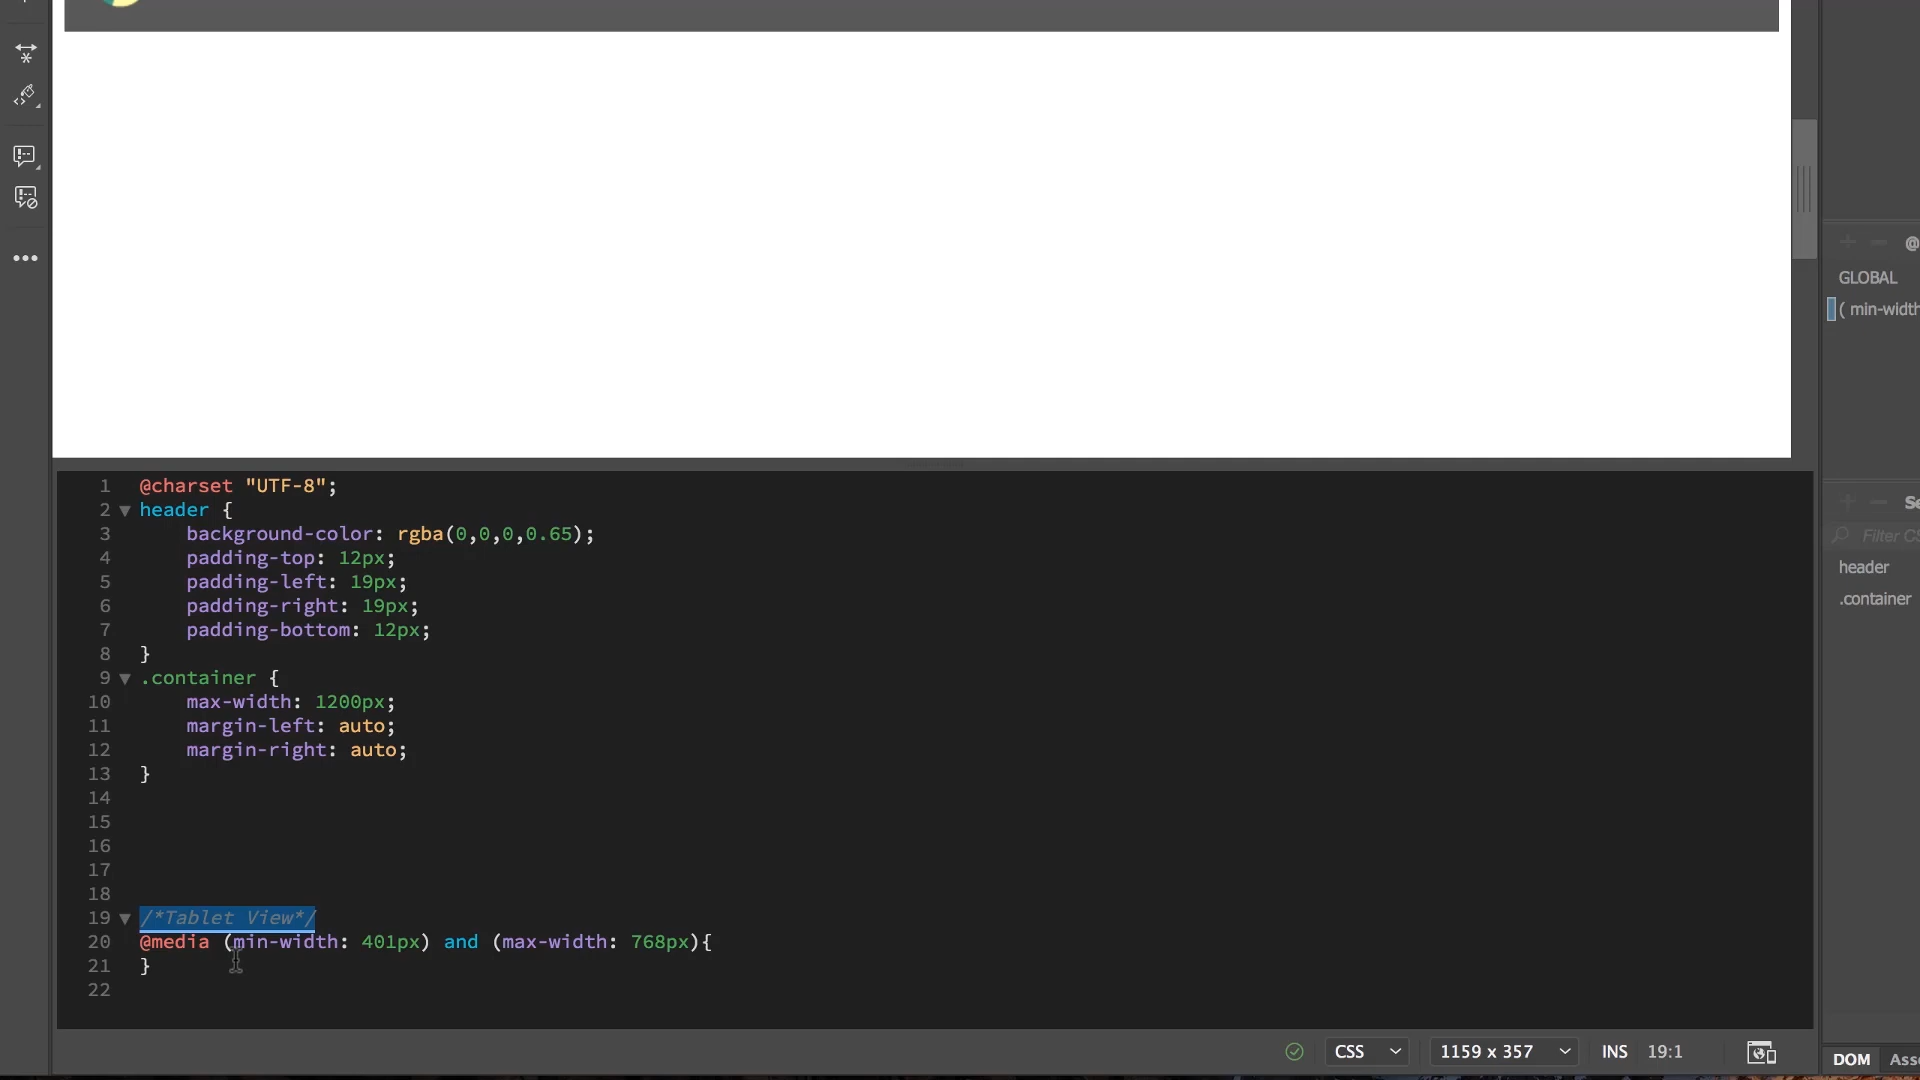 @
GLOBAL
( min-width
1 @charset "UTF-8";
2 header {
3 background-color: rgba(0,0,0,0.65);
4 padding-top: 12px;
5 padding-left: 19px;
6 padding-right: 19px;
7 padding-bottom: 12px;
8 }
9 .container {
10 max-width: 1200px;
11 margin-left: auto;
12 margin-right: auto;
13 }
14
15
16
17
18
19 /*Tablet View*/
20 @media (min-width: 401px) and (max-width: 768px){
21 }
22
Se
Filter CS
header
.container
CSS 1159 x 357 INS 19:1
DOM Asse